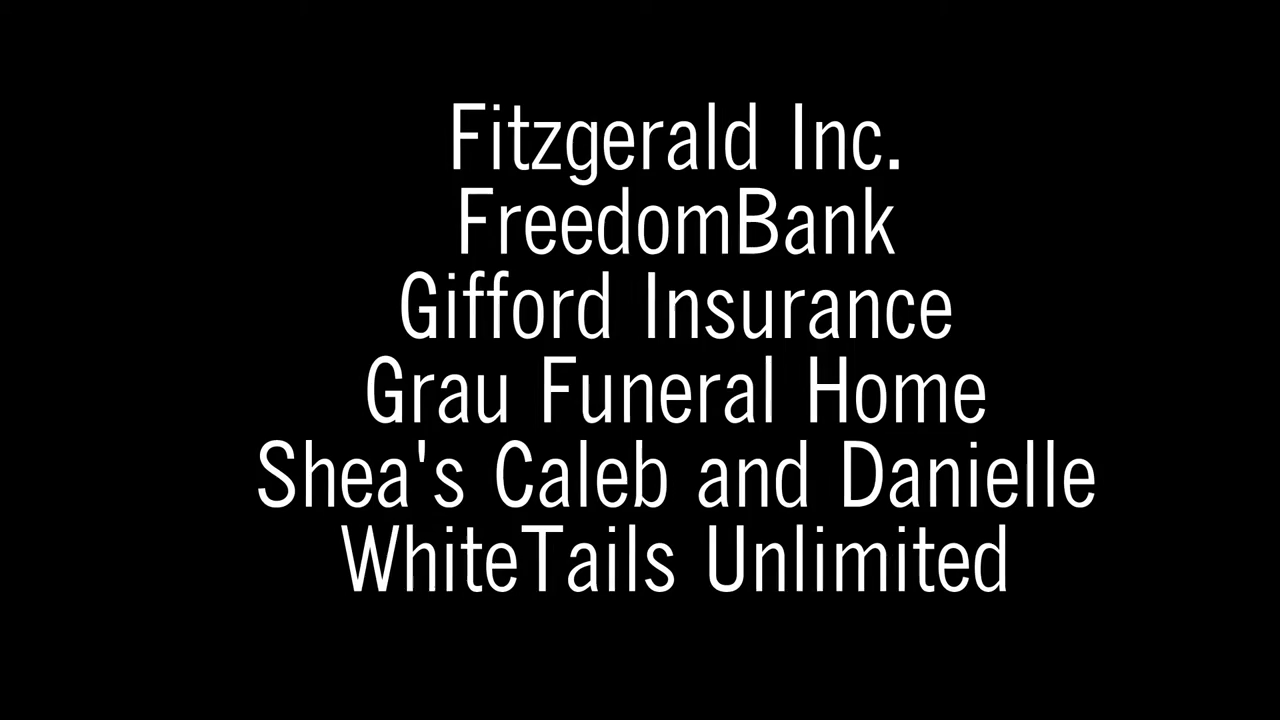 Fitzgerald Inc.
FreedomBank
Gifford Insurance
Grau Funeral Home
Shea's Caleb and Danielle
WhiteTails Unlimited